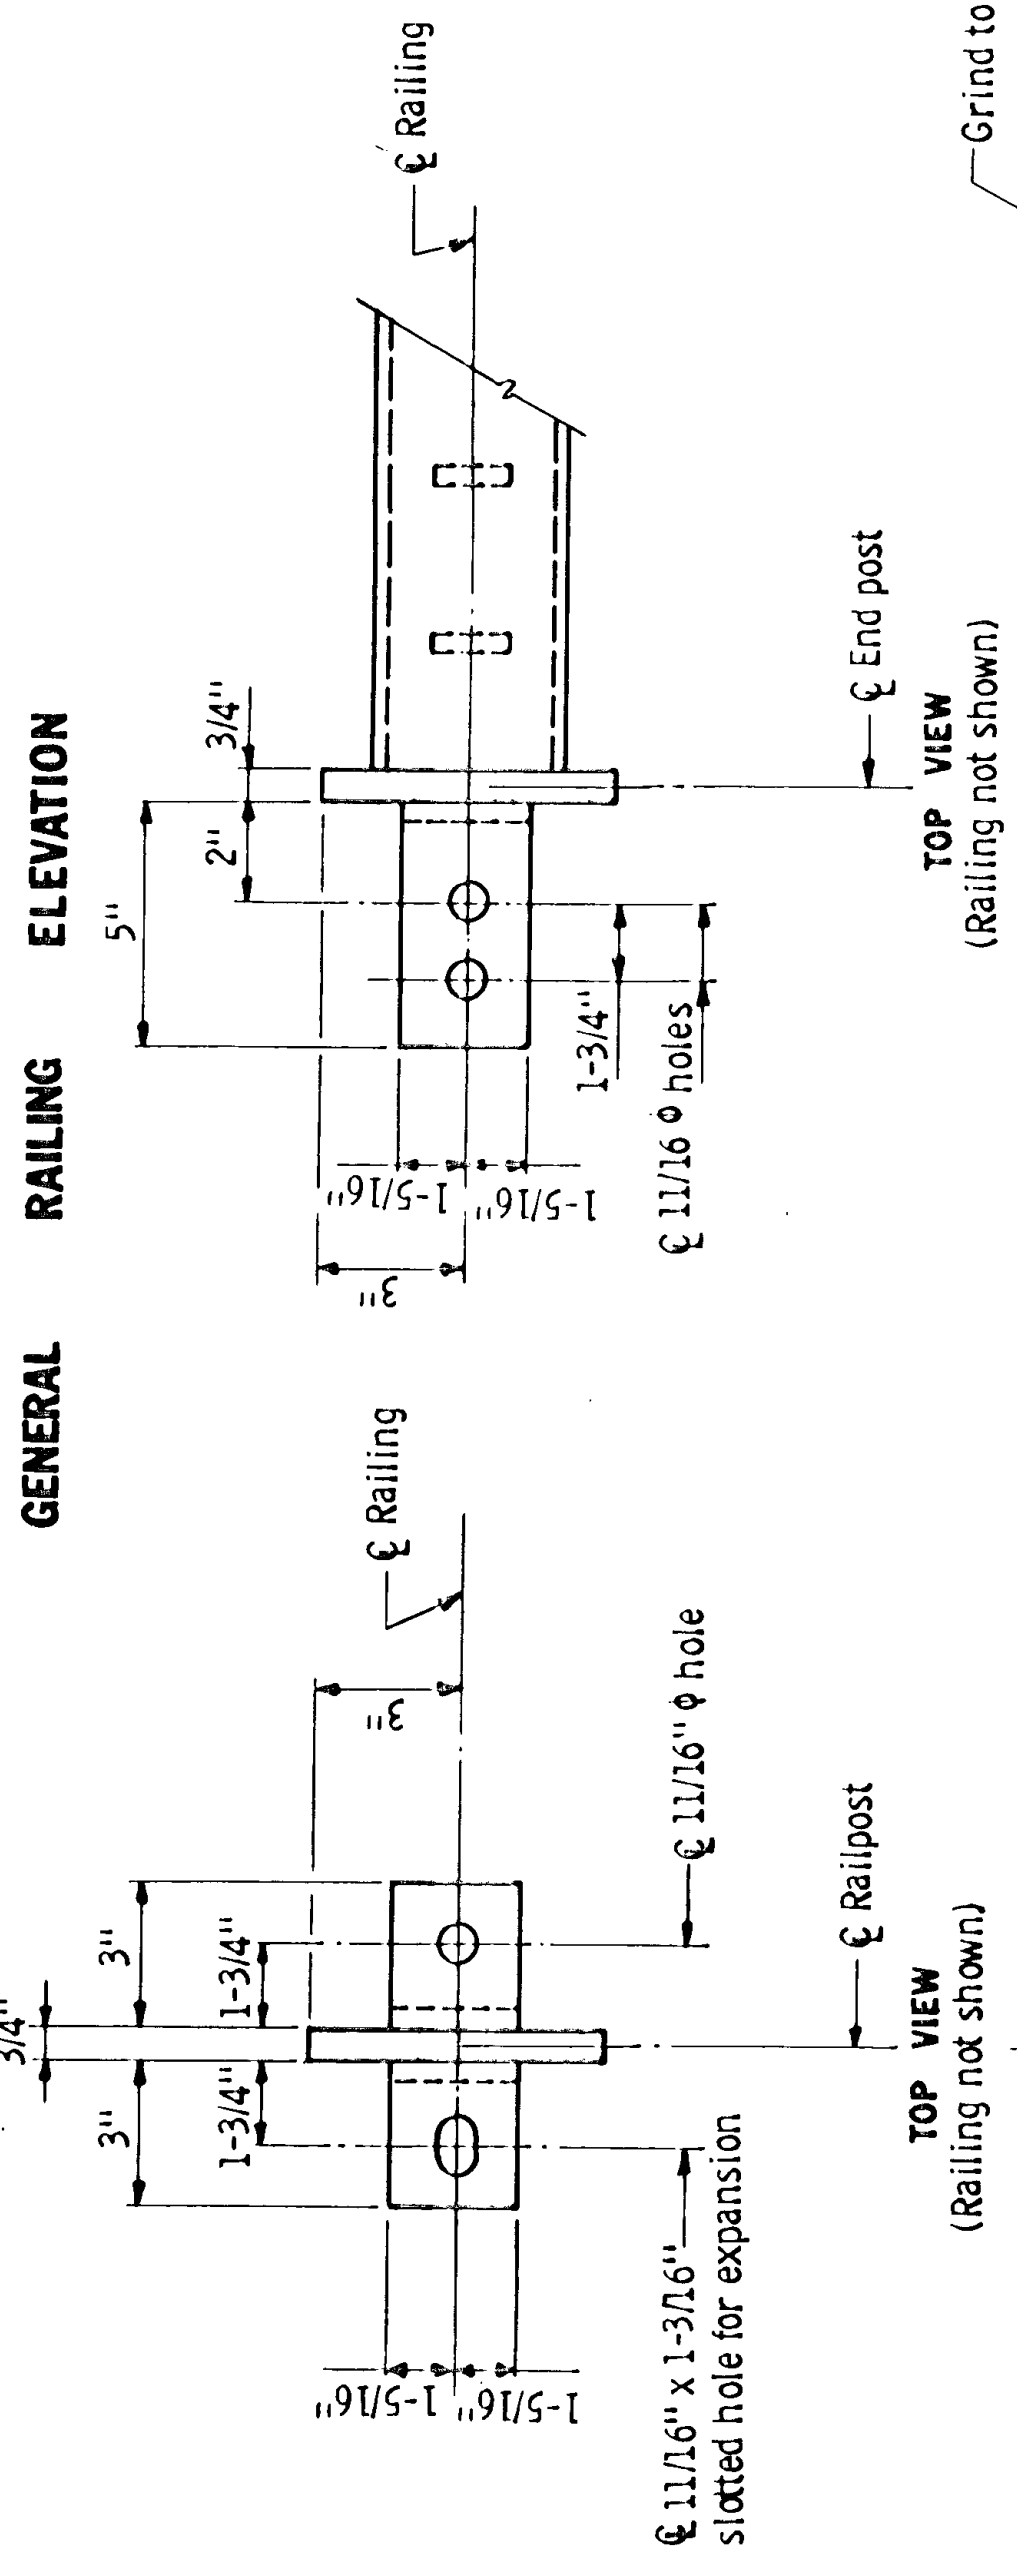 GENERAL RAILING ELEVATION
3/4"
3"
3"
1-3/4"
1-3/4"
3"
℄ Railing
1-5/16"
1-5/16"
℄ 11/16" x 1-3/16"
slotted hole for expansion
℄ 11/16" Φ hole
℄ Railpost
TOP VIEW
(Railing not shown)
5"
2"
3/4"
℄ Railing
3"
1-5/16"
1-5/16"
1-3/4"
℄ 11/16 Φ holes
℄ End post
TOP VIEW
(Railing not shown)
Grind to